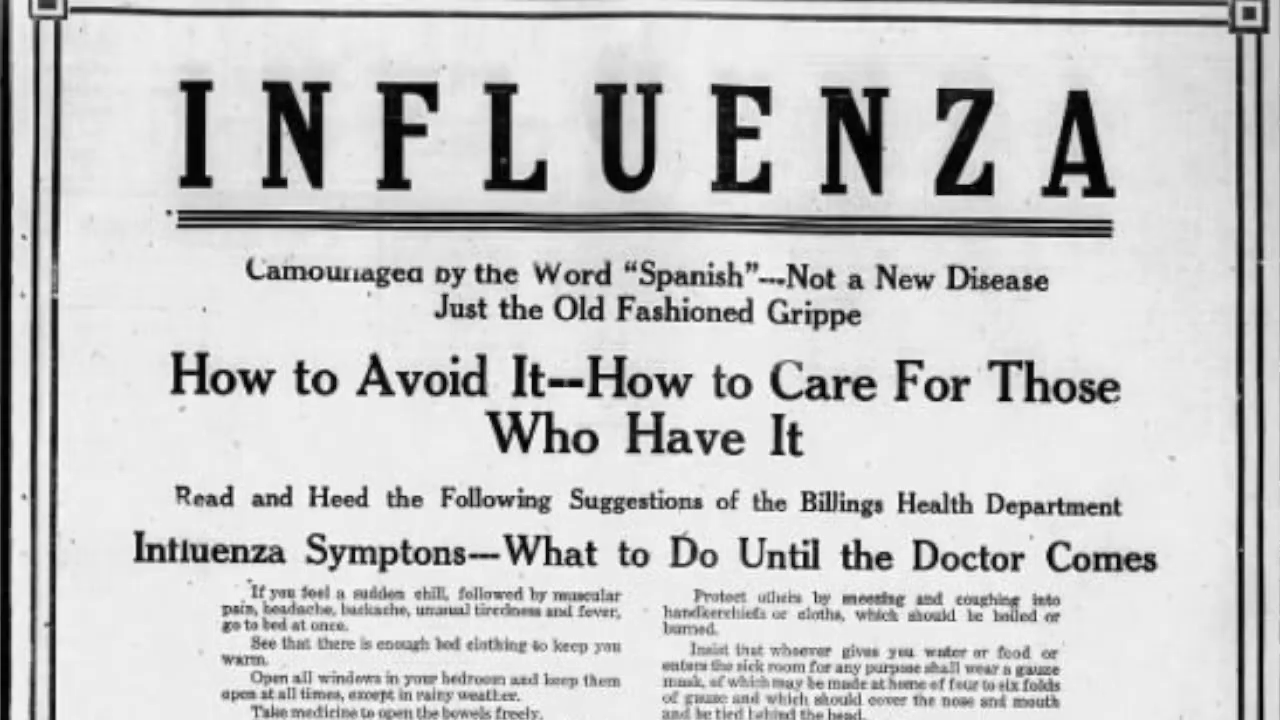 INFLUENZA
Camouflaged by the Word “Spanish”---Not a New Disease
Just the Old Fashioned Grippe
How to Avoid It--How to Care For Those
Who Have It
Read and Heed the Following Suggestions of the Billings Health Department
Influenza Symptons---What to Do Until the Doctor Comes
If you feel a sudden chill, followed by muscular
pain, headache, backache, unusual tiredness and fever,
go to bed at once.
See that there is enough bed clothing to keep you
warm.
Open all windows in your bedroom and keep them
open at all times, except in rainy weather.
Take medicine to open the bowels freely.
Protect others by sneezing and coughing into
handkerchiefs or cloths, which should be boiled or
burned.
Insist that whoever gives you water or food or
enters the sick room for any purpose shall wear a gauze
mask, of which may be made at home of four to six folds
of gauze and which should cover the nose and mouth
and be tied behind the head.